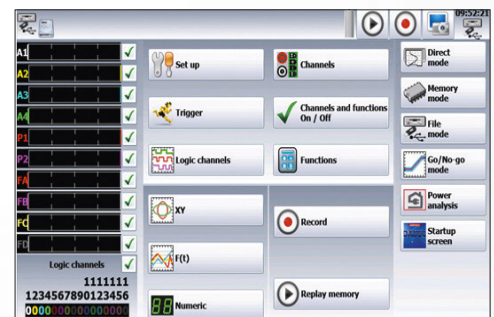 09:52:21
A1
A2
A3
A4
P1
P2
FA
FB
FC
FD
Logic channels
1111111
1234567890123456
0000000000000000
Set up
Channels
Trigger
Channels and functions
On / Off
Logic channels
Functions
XY
Record
F(t)
Numeric
Replay memory
Direct
mode
Memory
mode
File
mode
Go/No-go
mode
Power
analysis
Startup
screen